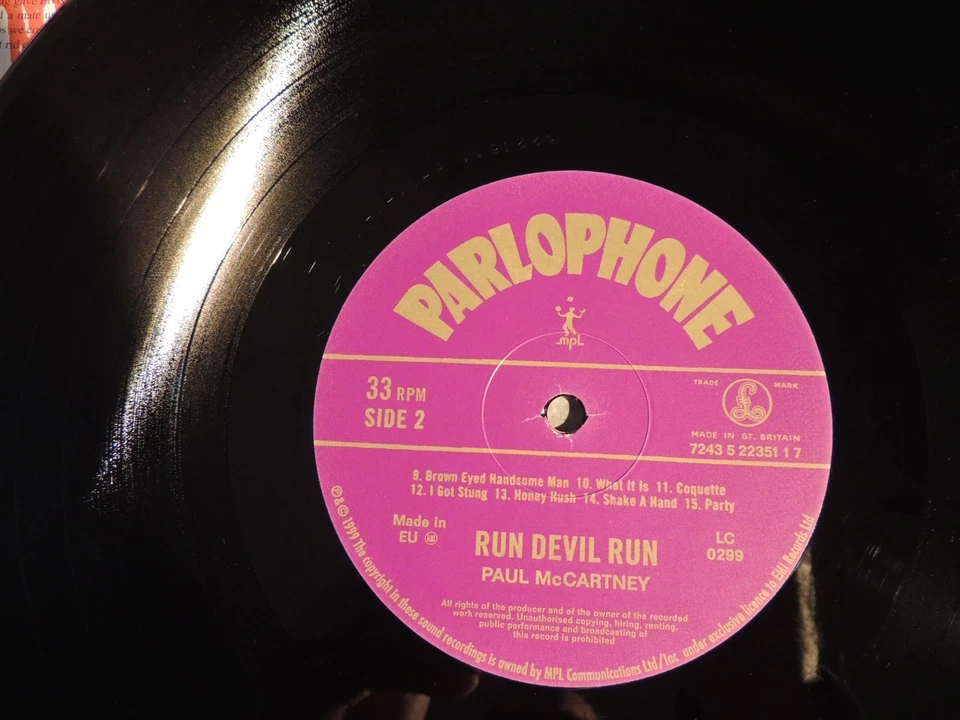 PARLOPHONE
mpL
33 RPM
SIDE 2
TRADE MARK
£
MADE IN GT. BRITAIN
7243 5 22351 1 7
9. Brown Eyed Handsome Man 10. What It Is 11. Coquette
12. I Got Stung 13. Honey Hush 14. Shake A Hand 15. Party
Made in
EU
RUN DEVIL RUN
LC
0299
PAUL McCARTNEY
All rights of the producer and of the owner of the recorded
work reserved. Unauthorised copying, hiring, renting,
public performance and broadcasting of
this record is prohibited
℗&© 1999 The copyright in these sound recordings is owned by MPL Communications Ltd/Inc under exclusive licence to EMI Records Ltd